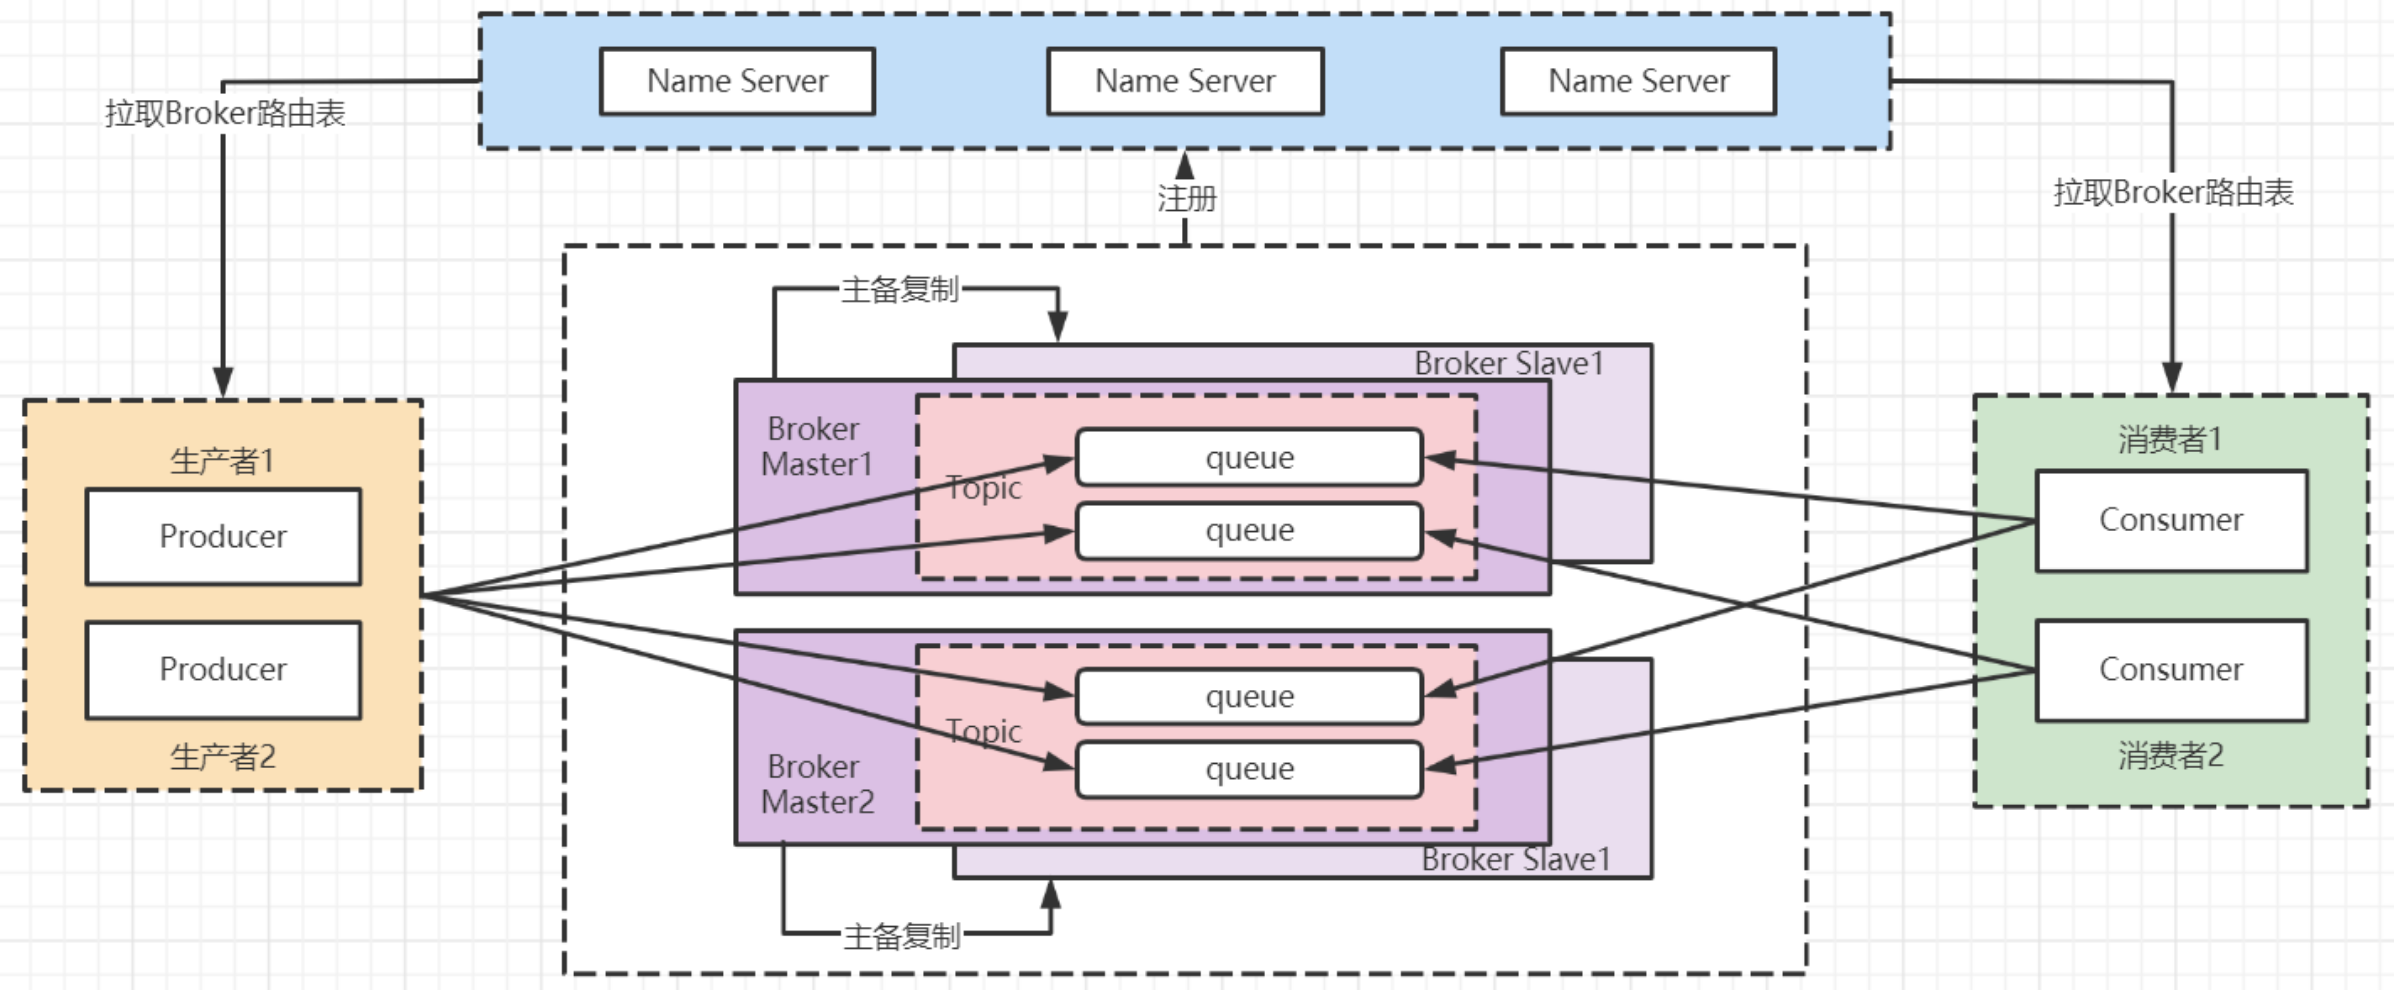 Name Server
Name Server
Name Server
拉取Broker路由表
注册
拉取Broker路由表
主备复制
Broker Slave1
Broker
Master1
Topic
queue
queue
生产者1
Producer
Producer
生产者2
消费者1
Consumer
Consumer
消费者2
Topic
queue
queue
Broker
Master2
Broker Slave1
主备复制